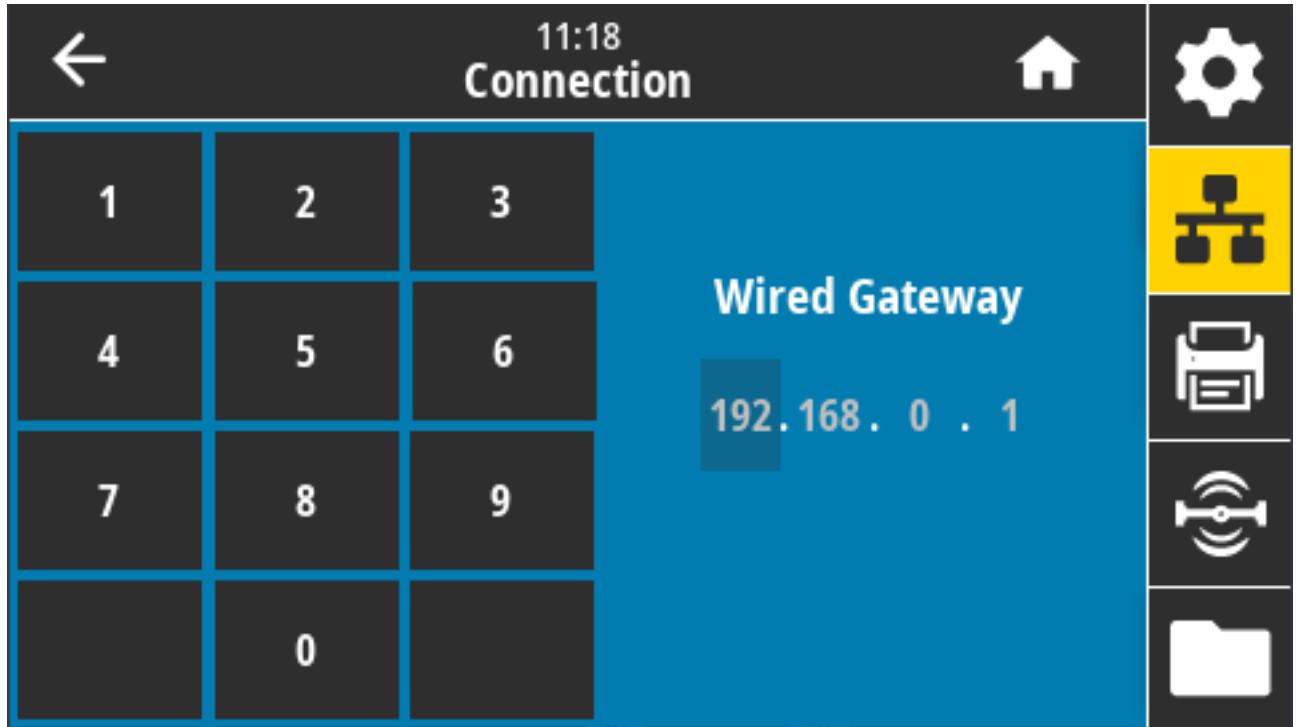 11:18
Connection
1 2 3
Wired Gateway
4 5 6
192.168. 0 . 1
7 8 9
0